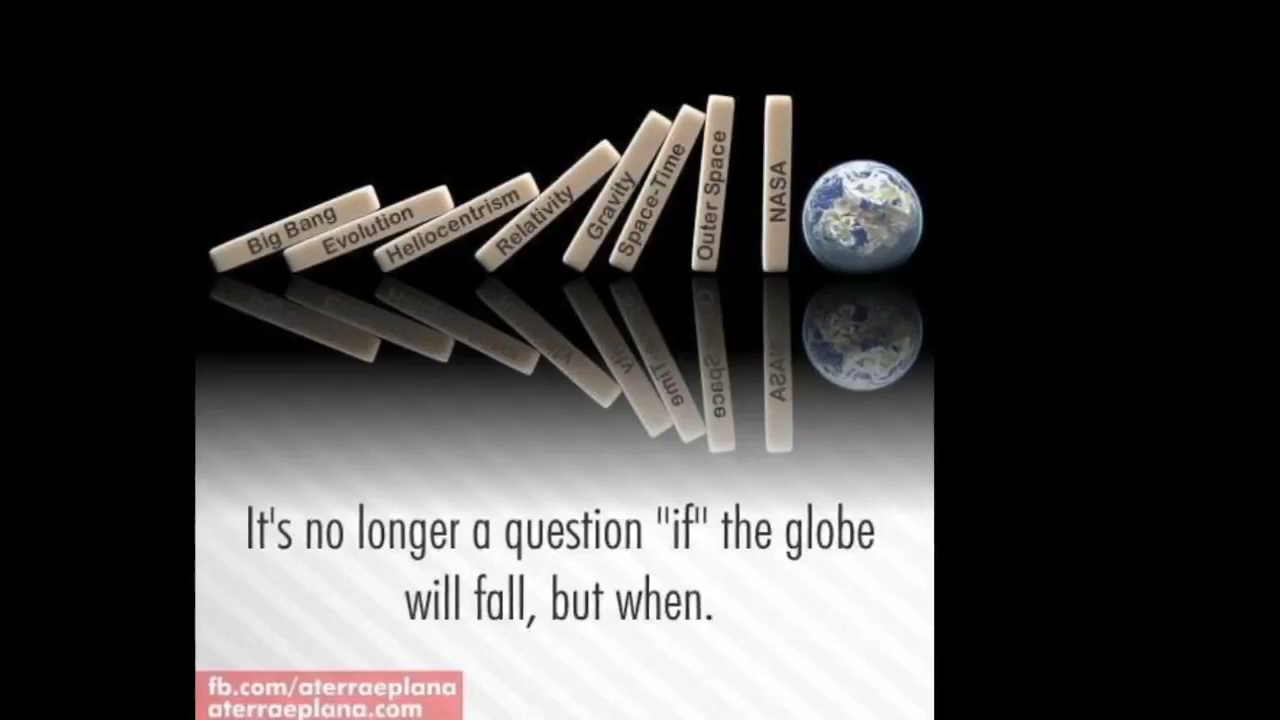 Big Bang
Evolution
Heliocentrism
Relativity
Gravity
Space-Time
Outer Space
NASA
It's no longer a question "if" the globe
will fall, but when.
fb.com/aterraeplana
aterraeplana.com